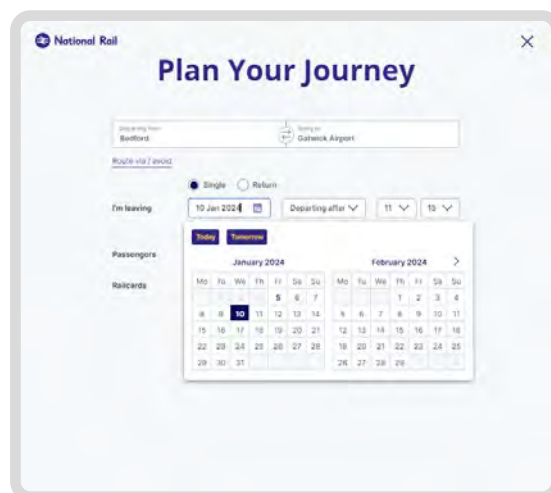 National Rail
Plan Your Journey
Departing from
Going to
Bedford
Gatwick Airport
Route via / avoid
Single
Return
I'm leaving
10 Jan 2024
Departing after
11
15
Today
Tomorrow
Passengers
Railcards
January 2024
February 2024
Mo Tu We Th Fr Sa Su
Mo Tu We Th Fr Sa Su
5 6 7
1 2 3 4
8 9 10 11 12 13 14
5 6 7 8 9 10 11
15 16 17 18 19 20 21
12 13 14 15 16 17 18
22 23 24 25 26 27 28
19 20 21 22 23 24 25
29 30 31
26 27 28 29